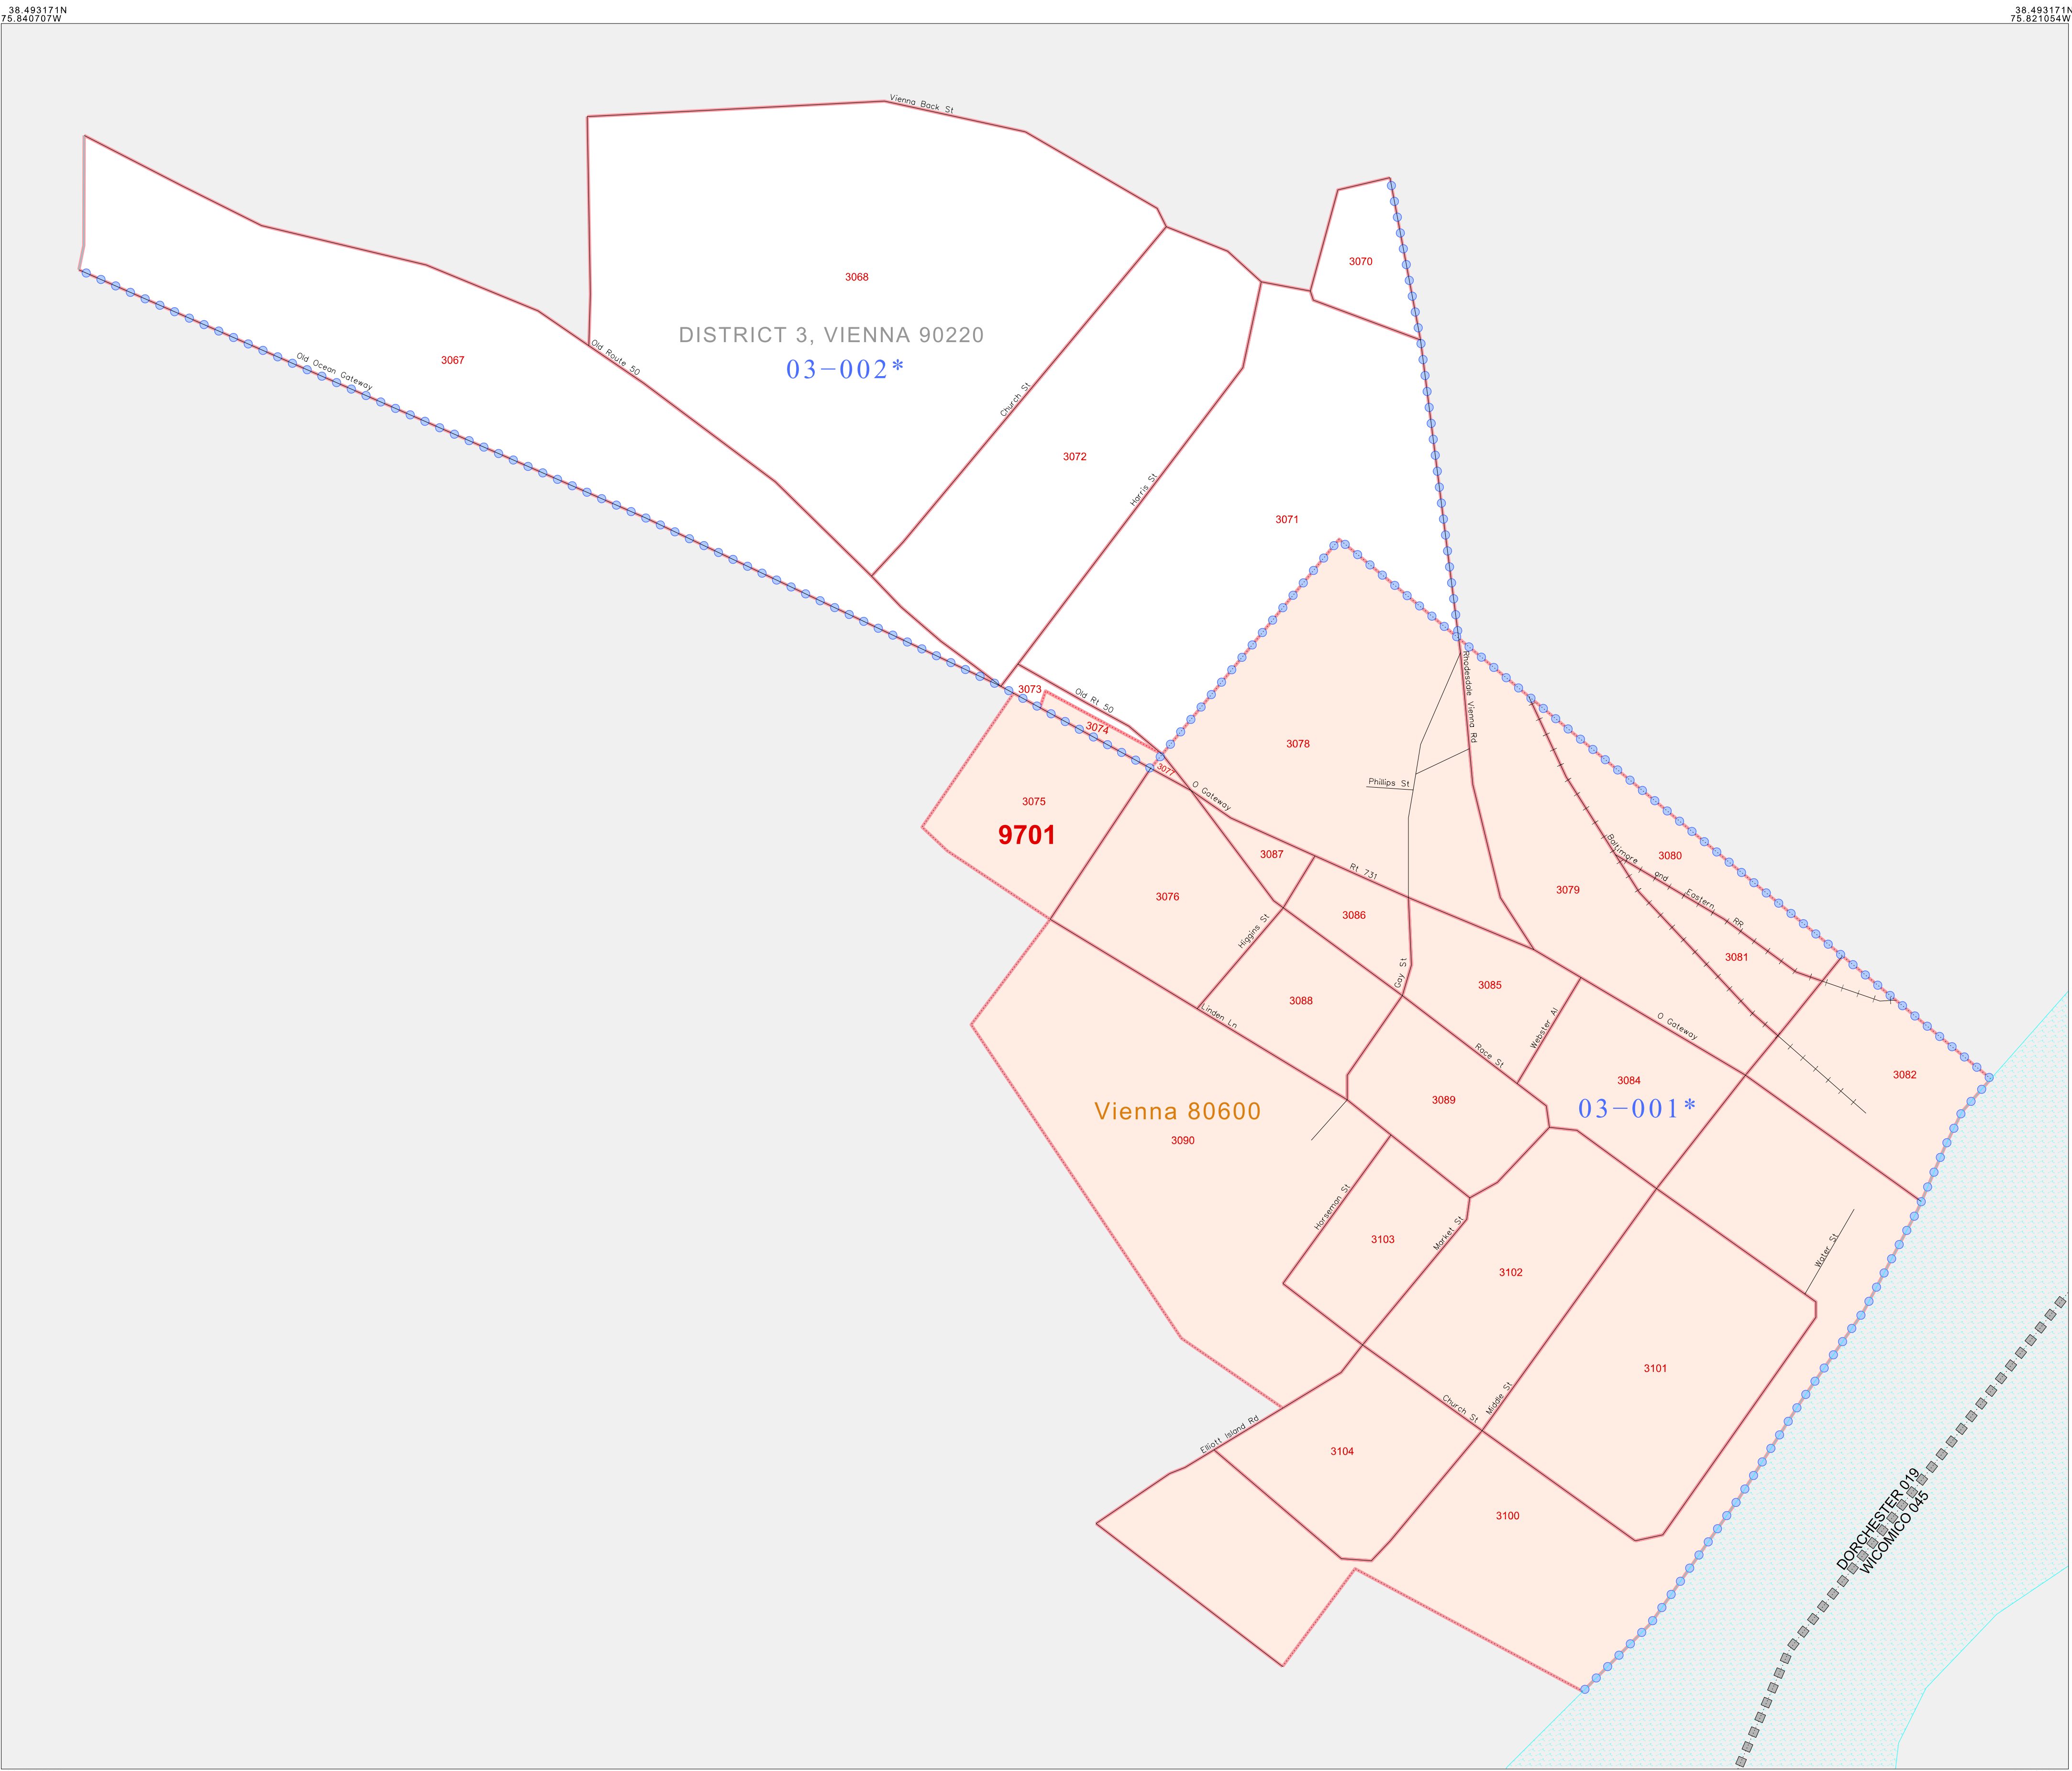 38.493171N
75.840707W
38.493171N
75.821054W
Vienna Back St
3070
3068
DISTRICT 3, VIENNA 90220
03-002*
Old Ocean Gateway
3067
Old Route 50
Church St
3072
Harris St
3071
3073
Old Rt 50
3074
3077
Rhodesdale Vienna Rd
3078
Phillips St
O Gateway
3075
9701
3087
Rt 731
Baltimore and Eastern RR
3080
3079
3076
3086
Higgins St
3081
Gay St
3085
3088
Linden Ln
Webster Al
O Gateway
Race St
3084
3082
03-001*
3089
Vienna 80600
3090
Horseman St
3103
Market St
Water St
3102
3101
Middle St
Church St
Elliott Island Rd
3104
3100
DORCHESTER 019
WICOMICO 045